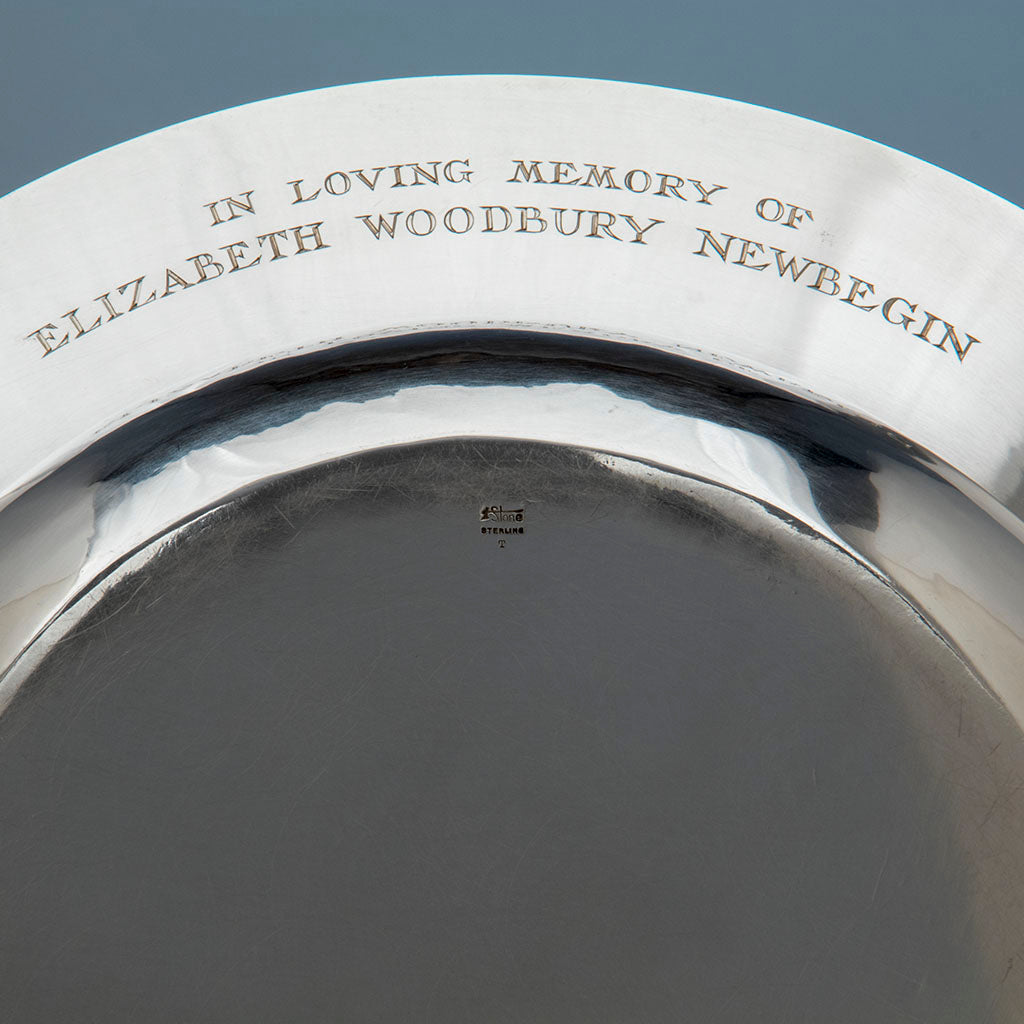 IN LOVING MEMORY OF
ELIZABETH WOODBURY NEWBEGIN
Stone
STERLING
T